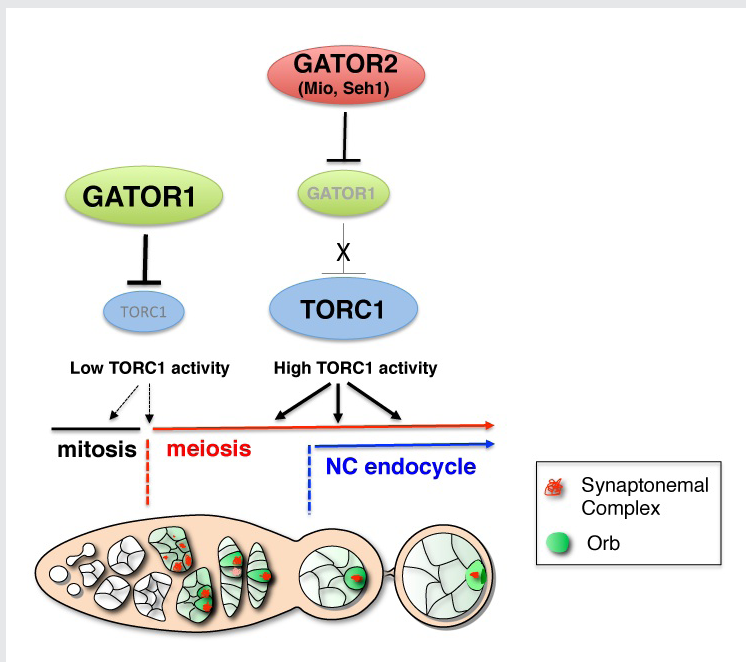 GATOR2
(Mio, Seh1)
GATOR1
GATOR1
X
TORC1
TORC1
Low TORC1 activity
High TORC1 activity
mitosis
meiosis
NC endocycle
Synaptonemal
Complex
Orb